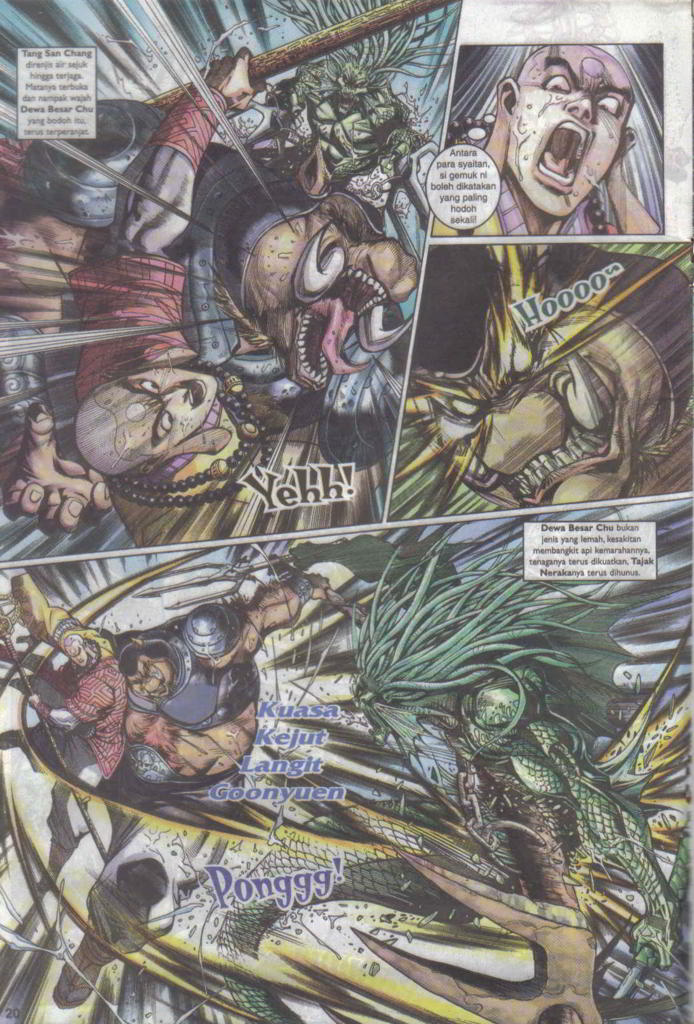 Tang San Chang
direnjis air sejuk
hingga terjaga.
Matanya terbuka
dan nampak wajah
Dewa Besar Chu
yang bodoh itu,
terus terperanjat.
Antara
para syaitan,
si gemuk ni
boleh dikatakan
yang paling
hodoh
sekali!
Hoooo~
Yehh!
Dewa Besar Chu bukan
jenis yang lemah, kesakitan
membangkit api kemarahannya,
tenaganya terus dikuatkan, Tajak
Nerakanya terus dihunus.
Kuasa
Kejut
Langit
Goonyuen
Ponggg!
20